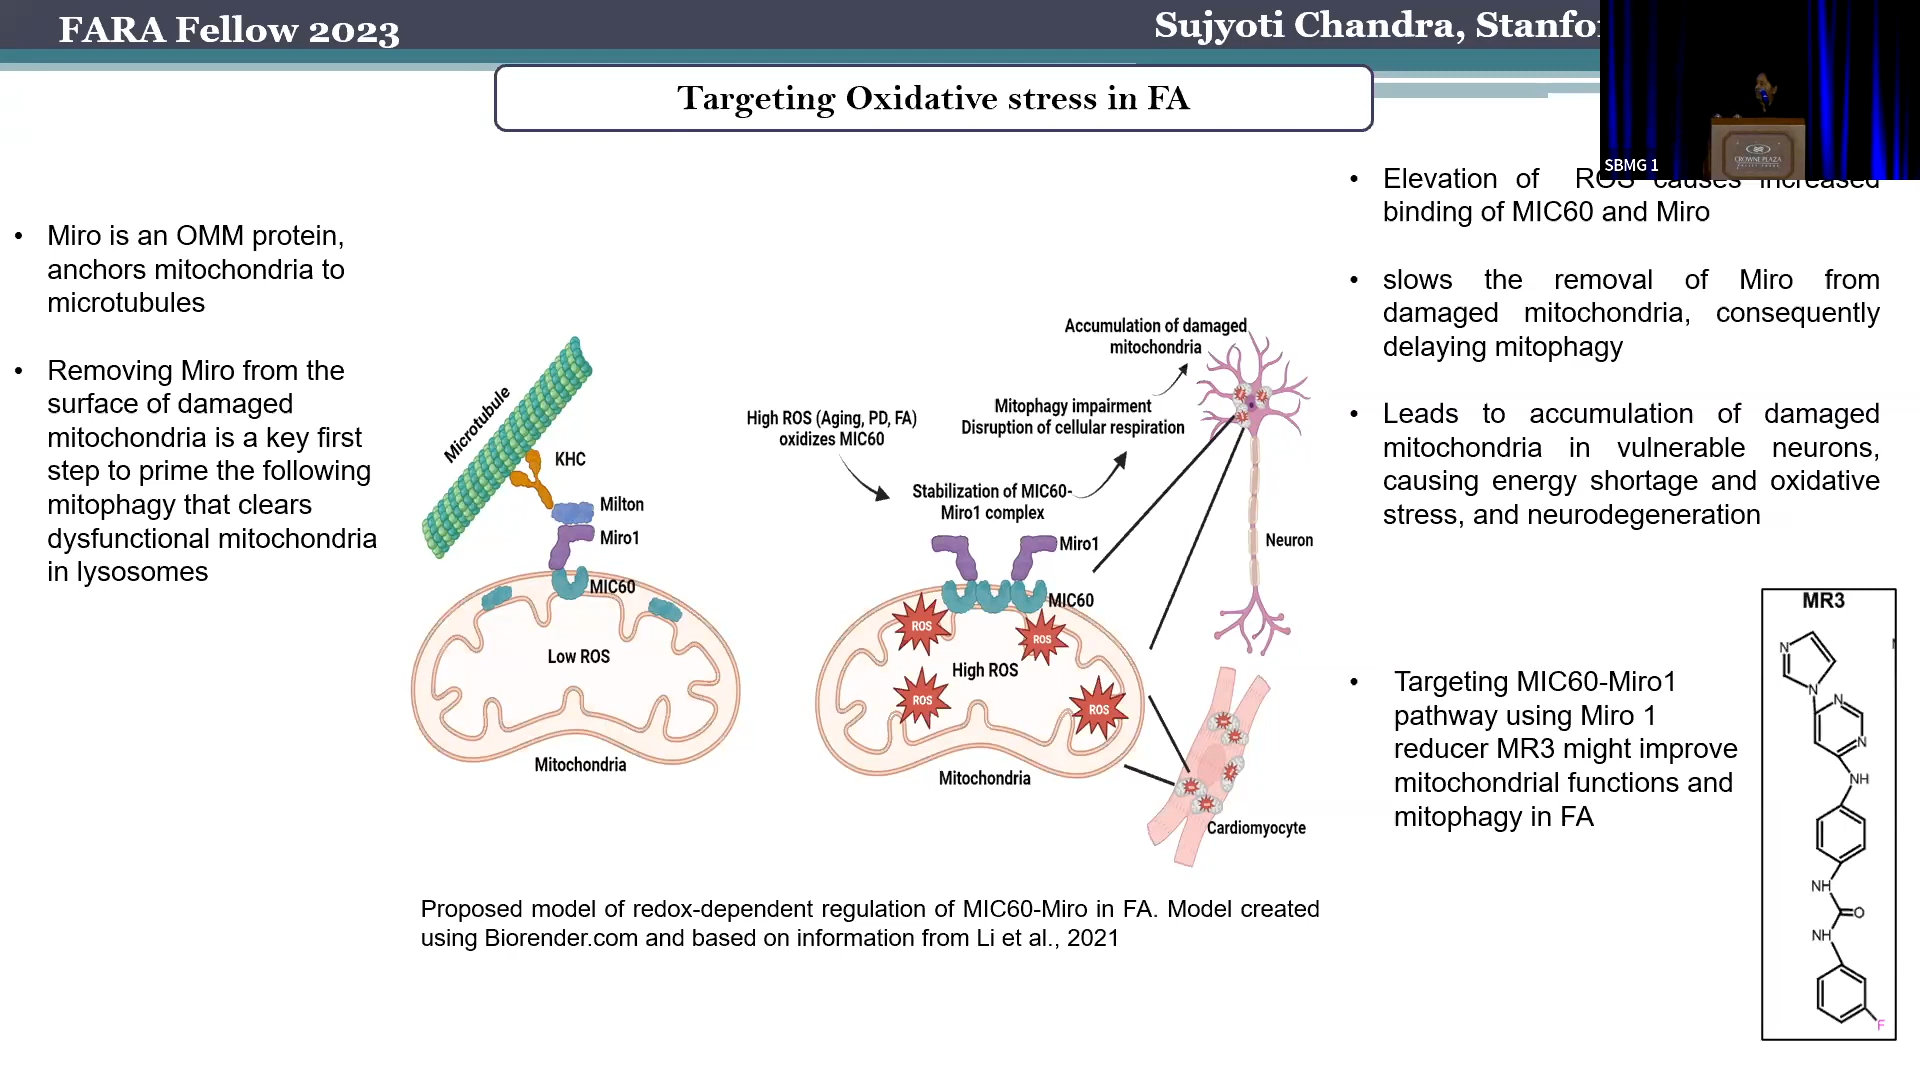 FARA Fellow 2023
Sujyoti Chandra,
Targeting Oxidative stress in FA
SBMG 1
CROWNE PLAZA
• Miro is an OMM protein,
anchors mitochondria to
microtubules
• Removing Miro from the
surface of damaged
mitochondria is a key first
step to prime the following
mitophagy that clears
dysfunctional mitochondria
in lysosomes
Microtubule
KHC
Milton
Miro1
MIC60
Low ROS
Mitochondria
High ROS (Aging, PD, FA)
oxidizes MIC60
Stabilization of MIC60-
Miro1 complex
Mitophagy impairment
Disruption of cellular respiration
Accumulation of damaged
mitochondria
Miro1
MIC60
ROS
ROS
High ROS
ROS
ROS
Mitochondria
Neuron
Cardiomyocyte
Proposed model of redox-dependent regulation of MIC60-Miro in FA. Model created
using Biorender.com and based on information from Li et al., 2021
• Elevation of ROS causes increased
binding of MIC60 and Miro
• slows the removal of Miro from
damaged mitochondria, consequently
delaying mitophagy
• Leads to accumulation of damaged
mitochondria in vulnerable neurons,
causing energy shortage and oxidative
stress, and neurodegeneration
• Targeting MIC60-Miro1
pathway using Miro 1
reducer MR3 might improve
mitochondrial functions and
mitophagy in FA
MR3
N
N
N
N
NH
NH
O
NH
F